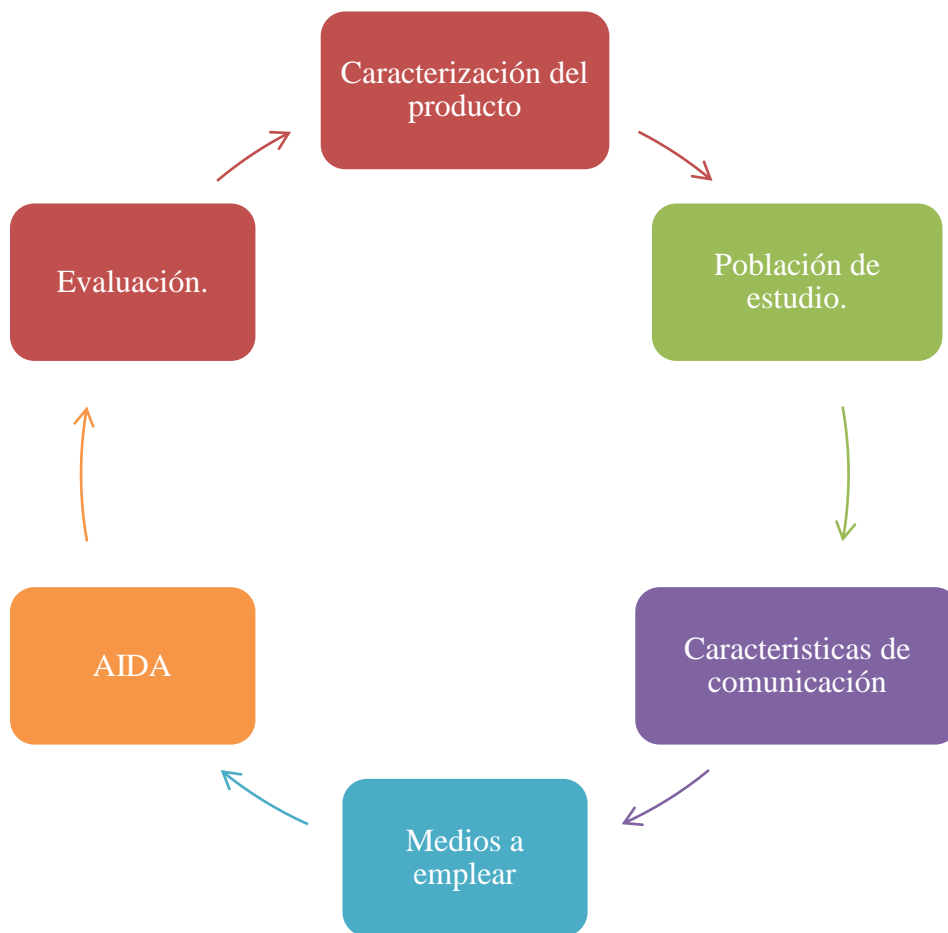 Caracterización del
producto
Población de
estudio.
Caracteristicas de
comunicación
Medios a
emplear
AIDA
Evaluación.